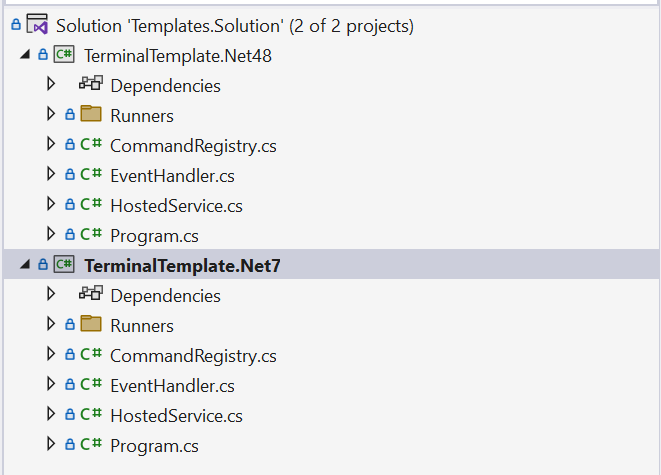 Solution 'Templates.Solution' (2 of 2 projects)
C# TerminalTemplate.Net48
Dependencies
Runners
C# CommandRegistry.cs
C# EventHandler.cs
C# HostedService.cs
C# Program.cs
C# TerminalTemplate.Net7
Dependencies
Runners
C# CommandRegistry.cs
C# EventHandler.cs
C# HostedService.cs
C# Program.cs